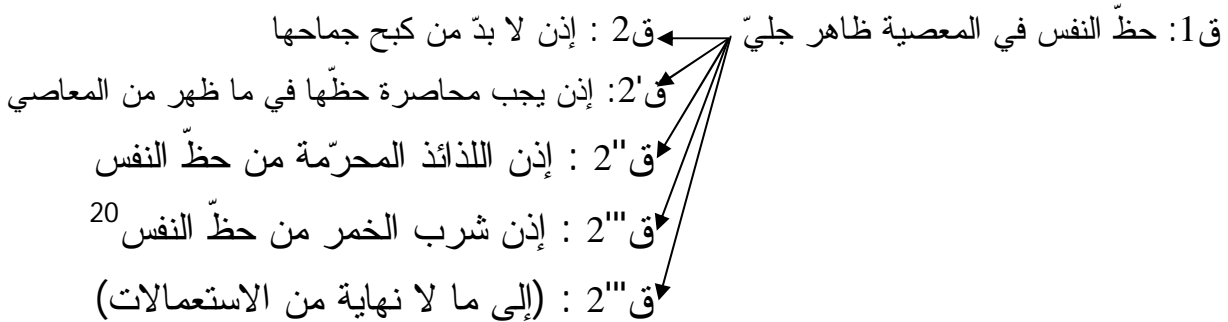 ق1: حظّ النفس في المعصية ظاهر جليّ ق2 : إذن لا بدّ من كبح جماحها
ق'2: إذن يجب محاصرة حظّها في ما ظهر من المعاصي
ق''2 : إذن اللذائذ المحرّمة من حظّ النفس
ق'''2 : إذن شرب الخمر من حظّ النفس20
ق'''2 : (إلى ما لا نهاية من الاستعمالات)